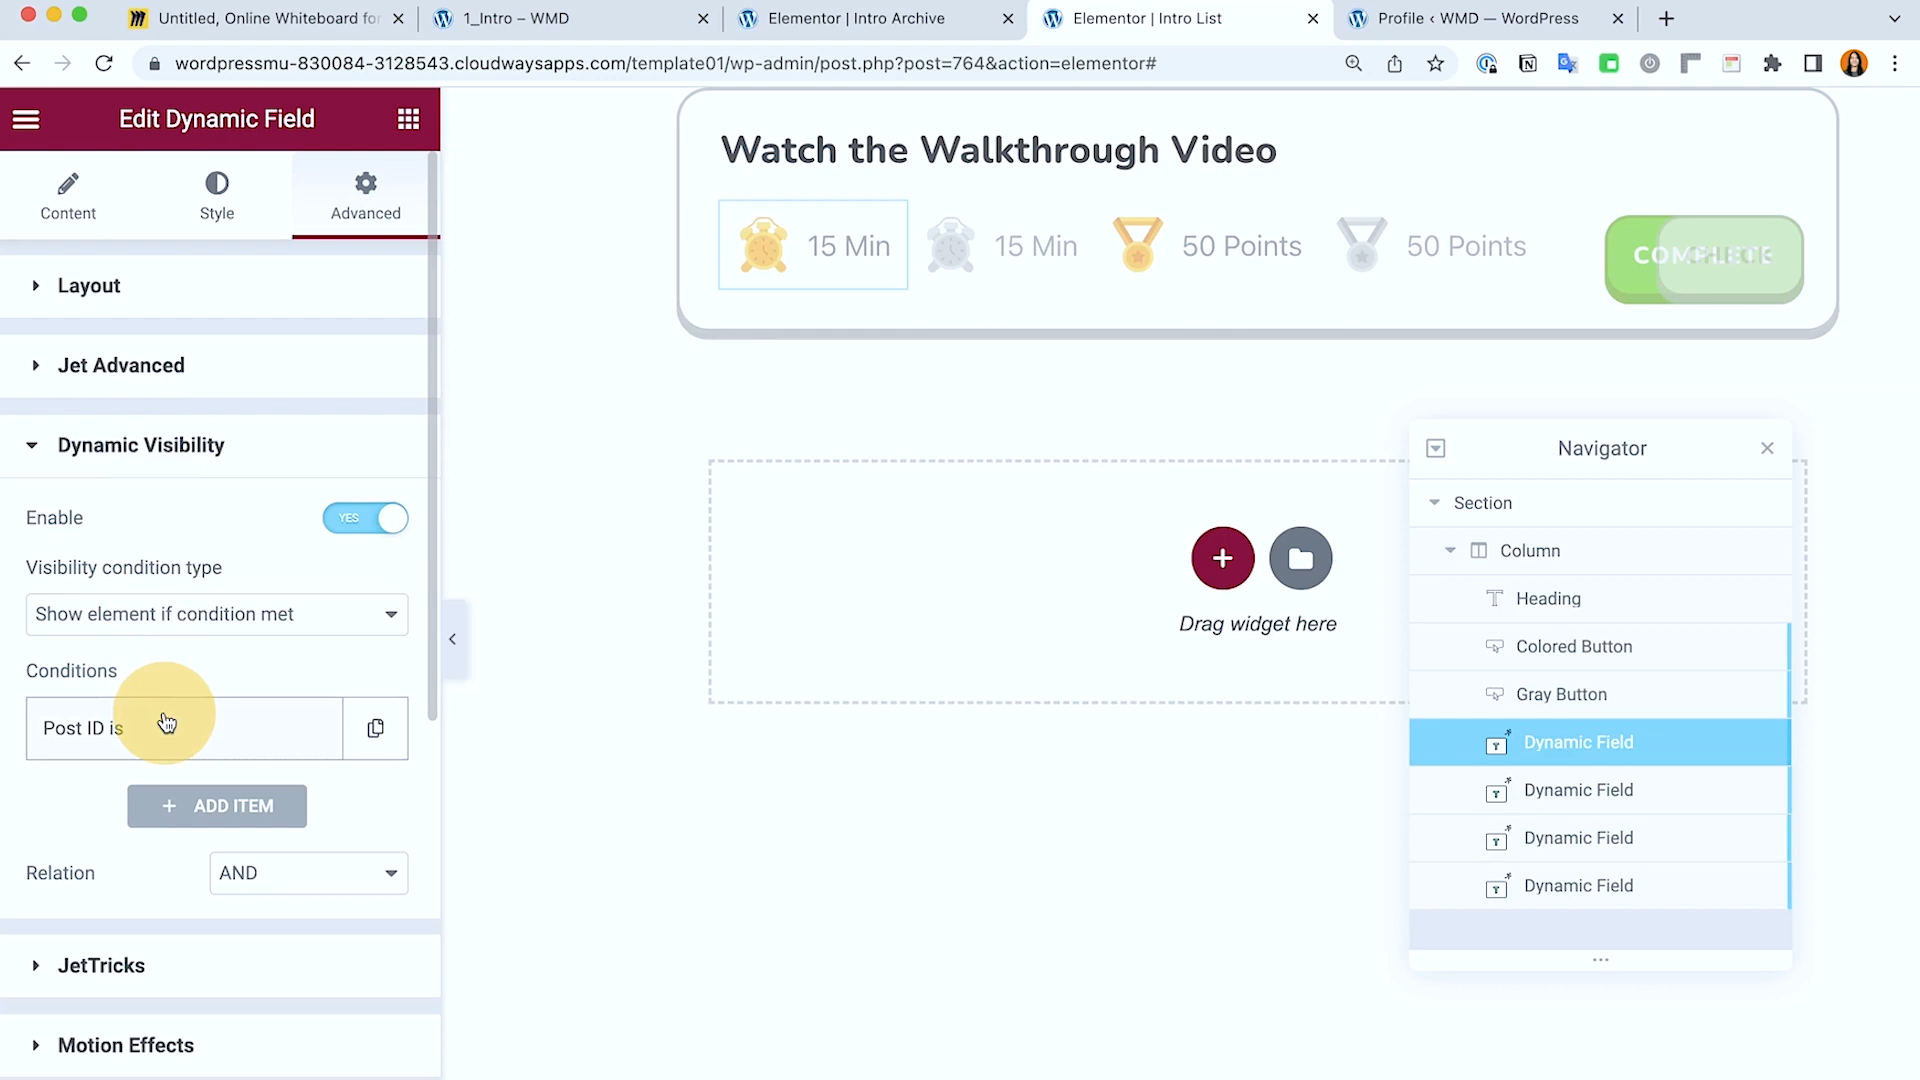 Untitled, Online Whiteboard for
1_Intro – WMD
Elementor | Intro Archive
Elementor | Intro List
Profile ‹ WMD — WordPress
wordpressmu-830084-3128543.cloudwaysapps.com/template01/wp-admin/post.php?post=764&action=elementor#
Edit Dynamic Field
Content
Style
Advanced
Layout
Jet Advanced
Dynamic Visibility
Enable
YES
Visibility condition type
Show element if condition met
Conditions
Post ID is
+ ADD ITEM
Relation
AND
JetTricks
Motion Effects
Watch the Walkthrough Video
15 Min
15 Min
50 Points
50 Points
COMPLETE
Drag widget here
Navigator
Section
Column
Heading
Colored Button
Gray Button
Dynamic Field
Dynamic Field
Dynamic Field
Dynamic Field